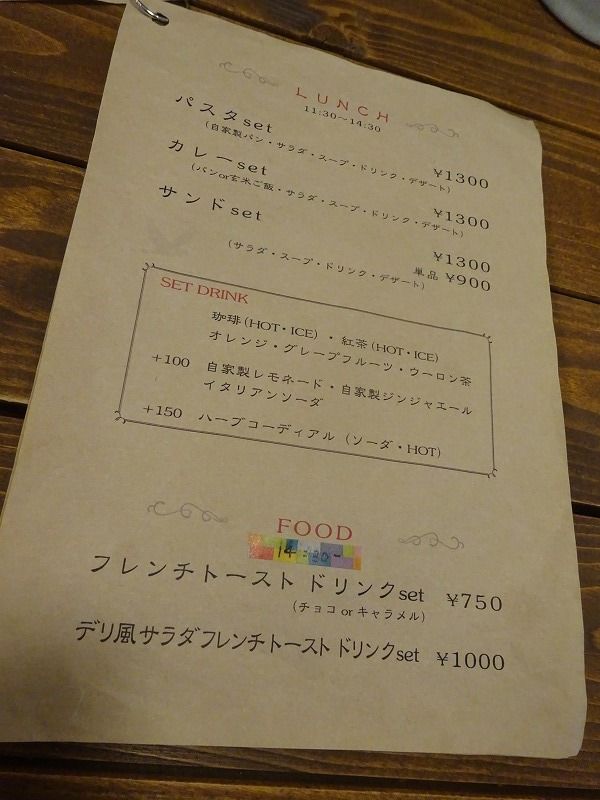 LUNCH
11:30～14:30
パスタset ¥1300
(自家製パン・サラダ・スープ・ドリンク・デザート)
カレーset ¥1300
(パンor玄米ご飯・サラダ・スープ・ドリンク・デザート)
サンドset ¥1300
単品 ¥900
(サラダ・スープ・ドリンク・デザート)
SET DRINK
珈琲(HOT・ICE)・紅茶(HOT・ICE)
オレンジ・グレープフルーツ・ウーロン茶
+100 自家製レモネード・自家製ジンジャエール
イタリアンソーダ
+150 ハーブコーディアル (ソーダ・HOT)
FOOD
フレンチトースト ドリンクset ¥750
(チョコ or キャラメル)
デリ風サラダフレンチトースト ドリンクset ¥1000